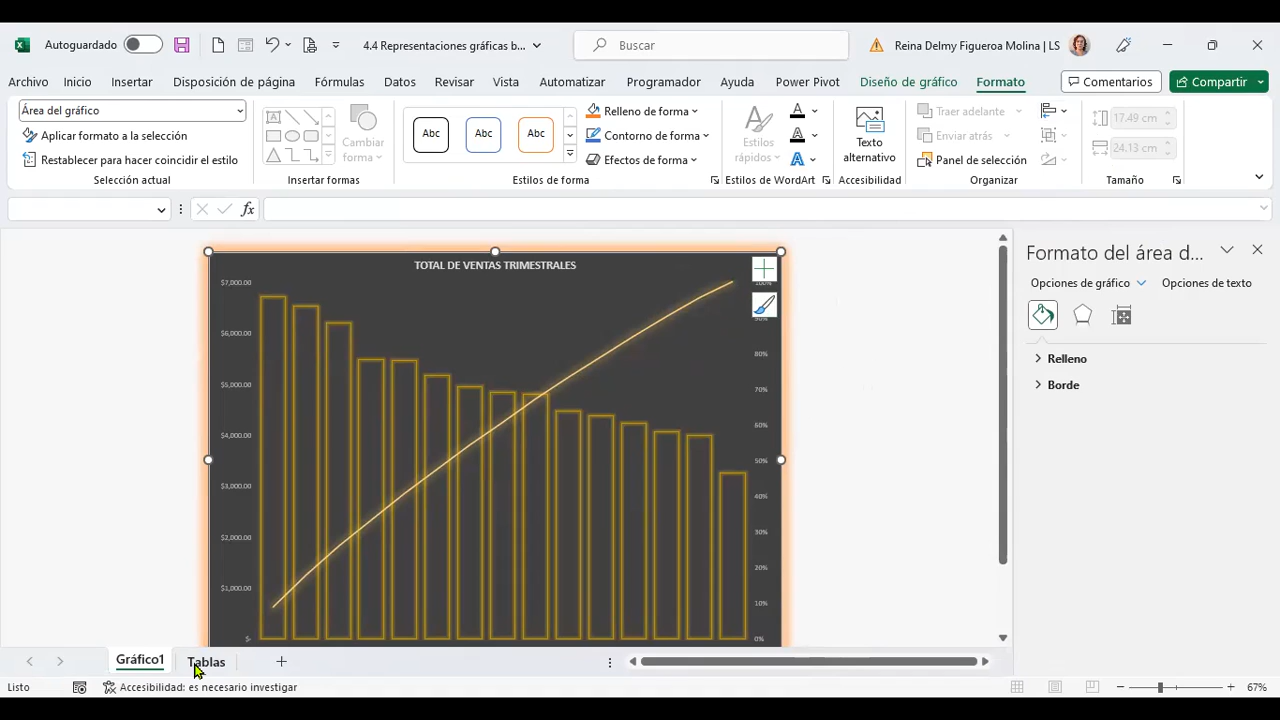 Autoguardado
4.4 Representaciones gráficas b...
Buscar
Reina Delmy Figueroa Molina | LS
Archivo Inicio Insertar Disposición de página Fórmulas Datos Revisar Vista Automatizar Programador Ayuda Power Pivot Diseño de gráfico Formato Comentarios Compartir
Área del gráfico
Aplicar formato a la selección
Restablecer para hacer coincidir el estilo
Selección actual
Cambiar
forma
Insertar formas
Abc Abc Abc
Relleno de forma
Contorno de forma
Efectos de forma
Estilos de forma
Estilos
rápidos
A
A
A
Estilos de WordArt
Texto
alternativo
Accesibilidad
Traer adelante
Enviar atrás
Panel de selección
Organizar
17.49 cm
24.13 cm
Tamaño
fx
TOTAL DE VENTAS TRIMESTRALES
$7,000.00
$6,000.00
$5,000.00
$4,000.00
$3,000.00
$2,000.00
$1,000.00
$-
100%
90%
80%
70%
60%
50%
40%
30%
20%
10%
0%
Formato del área d...
Opciones de gráfico Opciones de texto
Relleno
Borde
Gráfico1 Tablas
Listo
Accesibilidad: es necesario investigar
67%